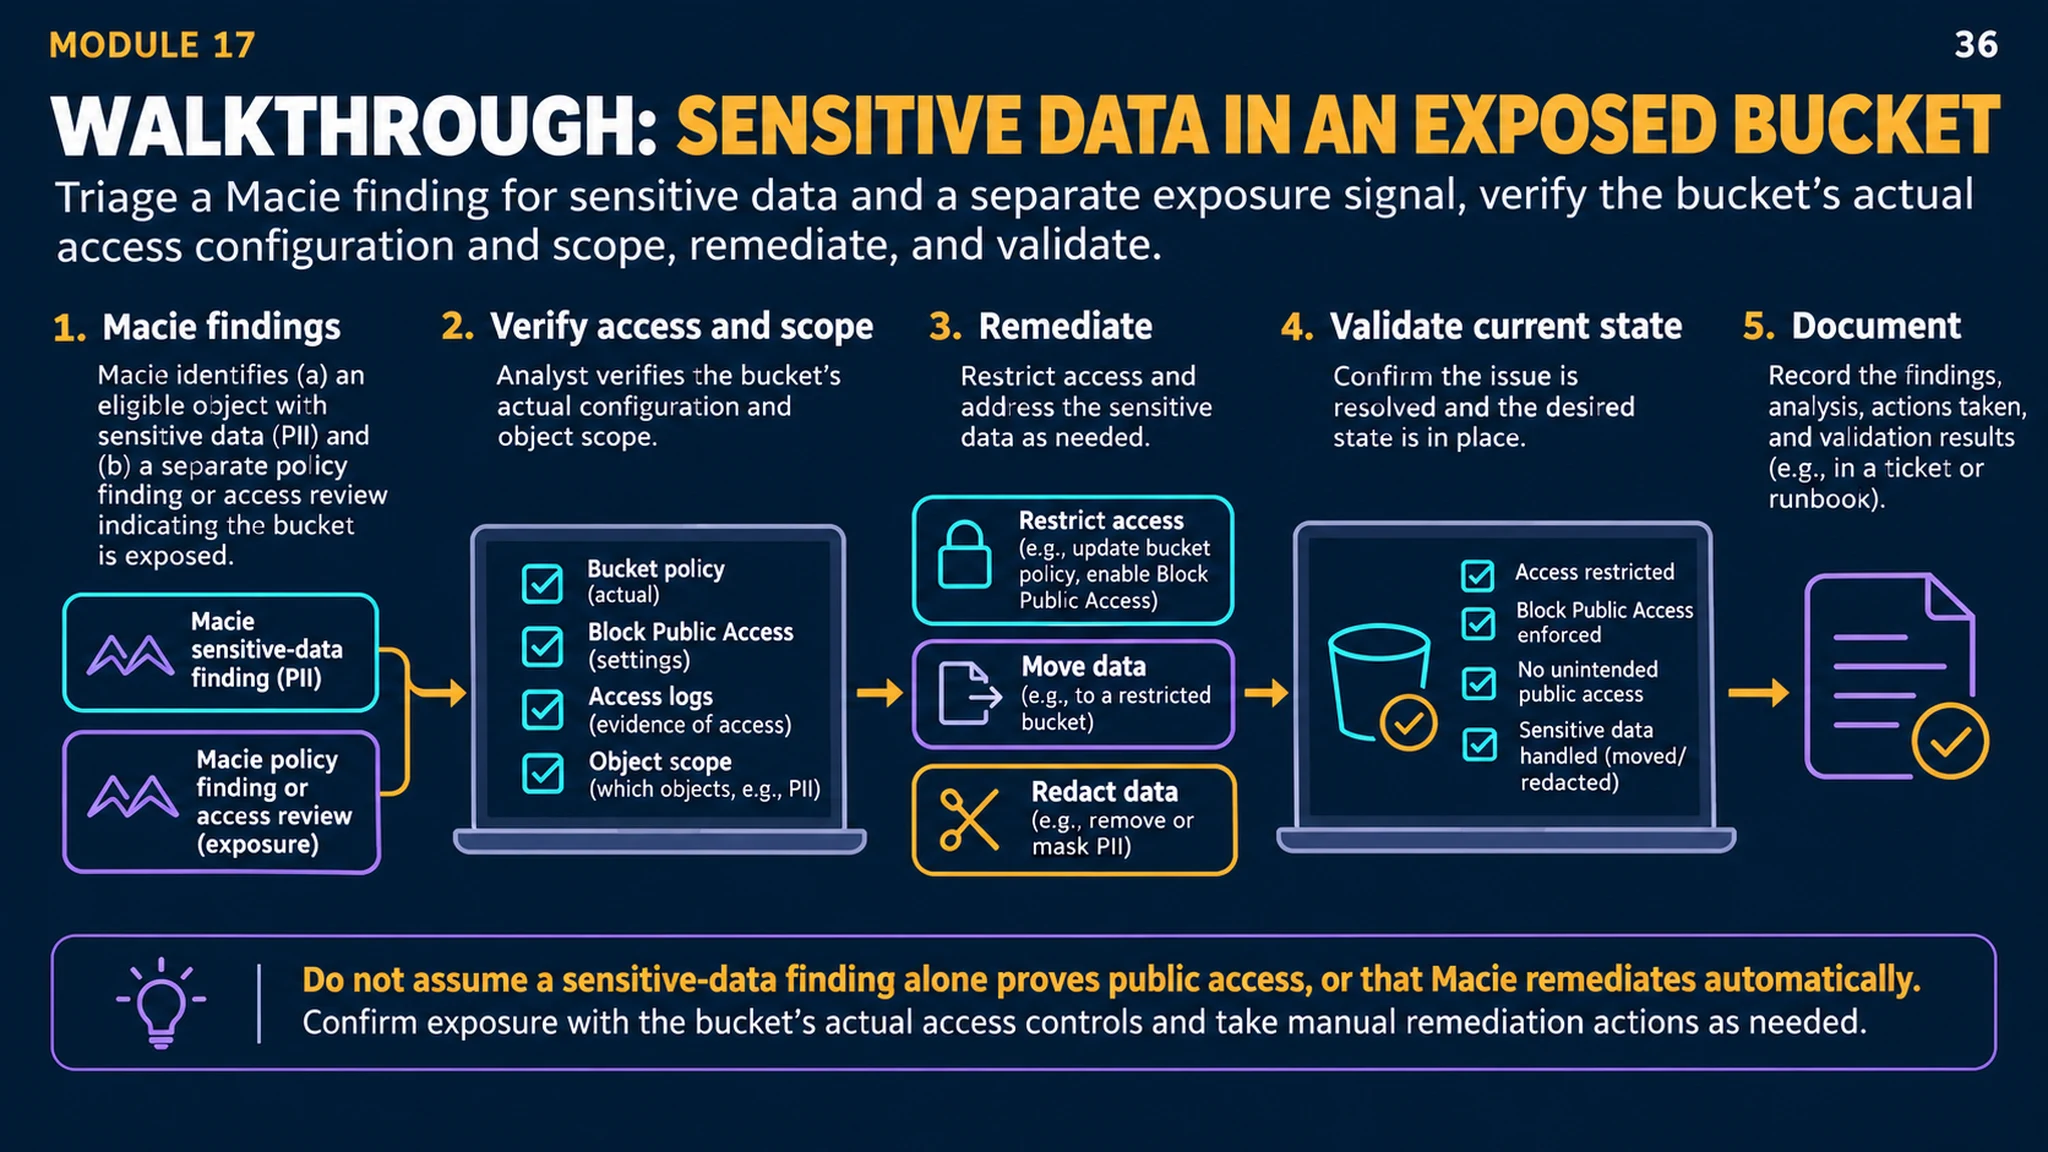 MODULE 17
36
WALKTHROUGH: SENSITIVE DATA IN AN EXPOSED BUCKET
Triage a Macie finding for sensitive data and a separate exposure signal, verify the bucket's actual
access configuration and scope, remediate, and validate.
1. Macie findings
Macie identifies (a) an
eligible object with
sensitive data (PII) and
(b) a separate policy
finding or access review
indicating the bucket
is exposed.
Macie
sensitive-data
finding (PII)
Macie policy
finding or
access review
(exposure)
2. Verify access and scope
Analyst verifies the bucket's
actual configuration and
object scope.
Bucket policy
(actual)
Block Public Access
(settings)
Access logs
(evidence of access)
Object scope
(which objects, e.g., PII)
3. Remediate
Restrict access and
address the sensitive
data as needed.
Restrict access
(e.g., update bucket
policy, enable Block
Public Access)
Move data
(e.g., to a restricted
bucket)
Redact data
(e.g., remove or
mask PII)
4. Validate current state
Confirm the issue is
resolved and the desired
state is in place.
Access restricted
Block Public Access
enforced
No unintended
public access
Sensitive data
handled (moved/
redacted)
5. Document
Record the findings,
analysis, actions taken,
and validation results
(e.g., in a ticket or
runbook).
Do not assume a sensitive-data finding alone proves public access, or that Macie remediates automatically.
Confirm exposure with the bucket's actual access controls and take manual remediation actions as needed.